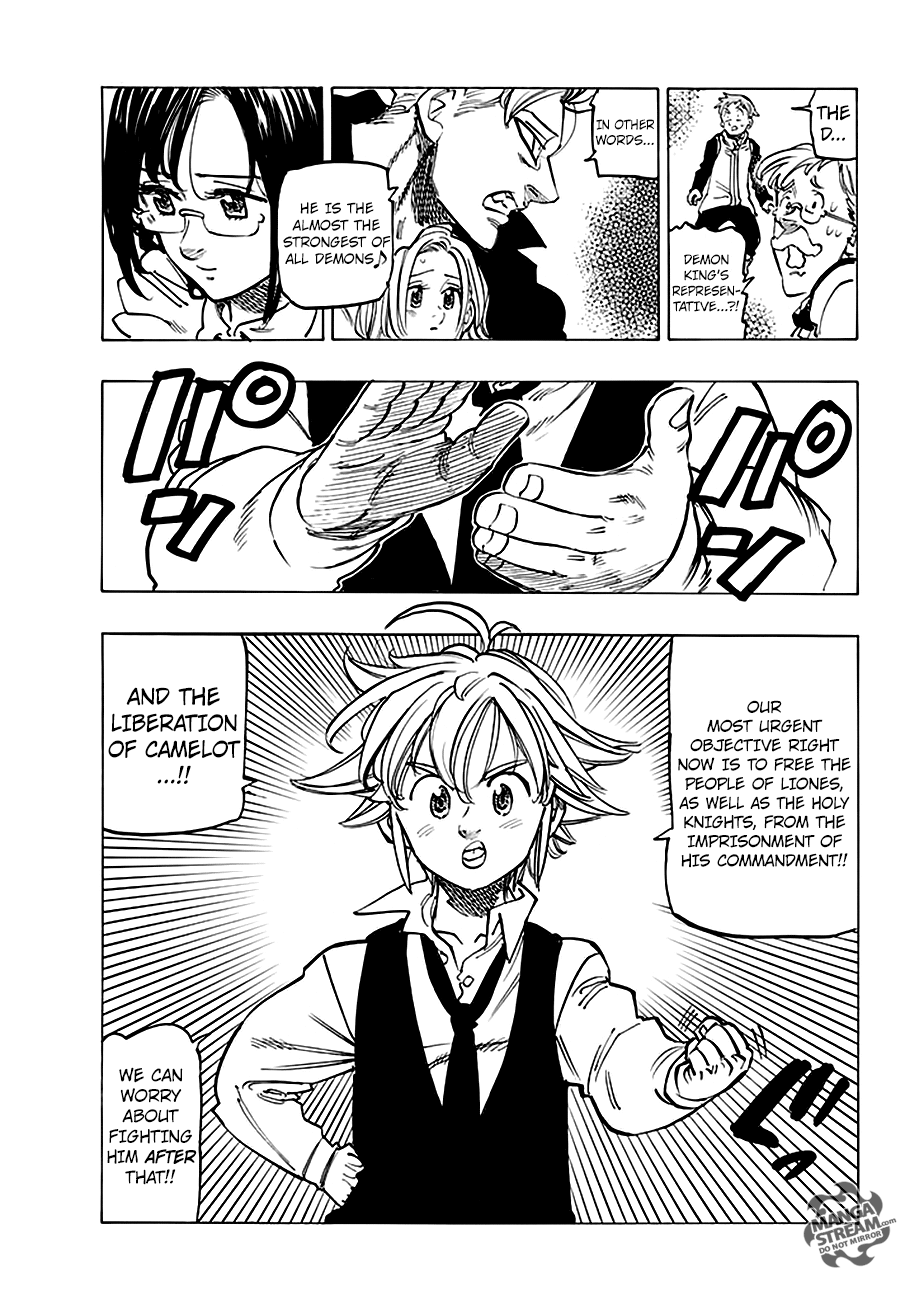 THE
D...
DEMON
KING'S
REPRESEN-
TATIVE...?!
IN OTHER
WORDS...
HE IS THE
ALMOST THE
STRONGEST OF
ALL DEMONS♪
パン
パン
OUR
MOST URGENT
OBJECTIVE RIGHT
NOW IS TO FREE THE
PEOPLE OF LIONES,
AS WELL AS THE HOLY
KNIGHTS, FROM THE
IMPRISONMENT OF
HIS COMMANDMENT!!
AND THE
LIBERATION
OF CAMELOT
...!!
WE CAN
WORRY
ABOUT
FIGHTING
HIM AFTER
THAT!!
MANGA
STREAM.com
DO NOT MIRROR